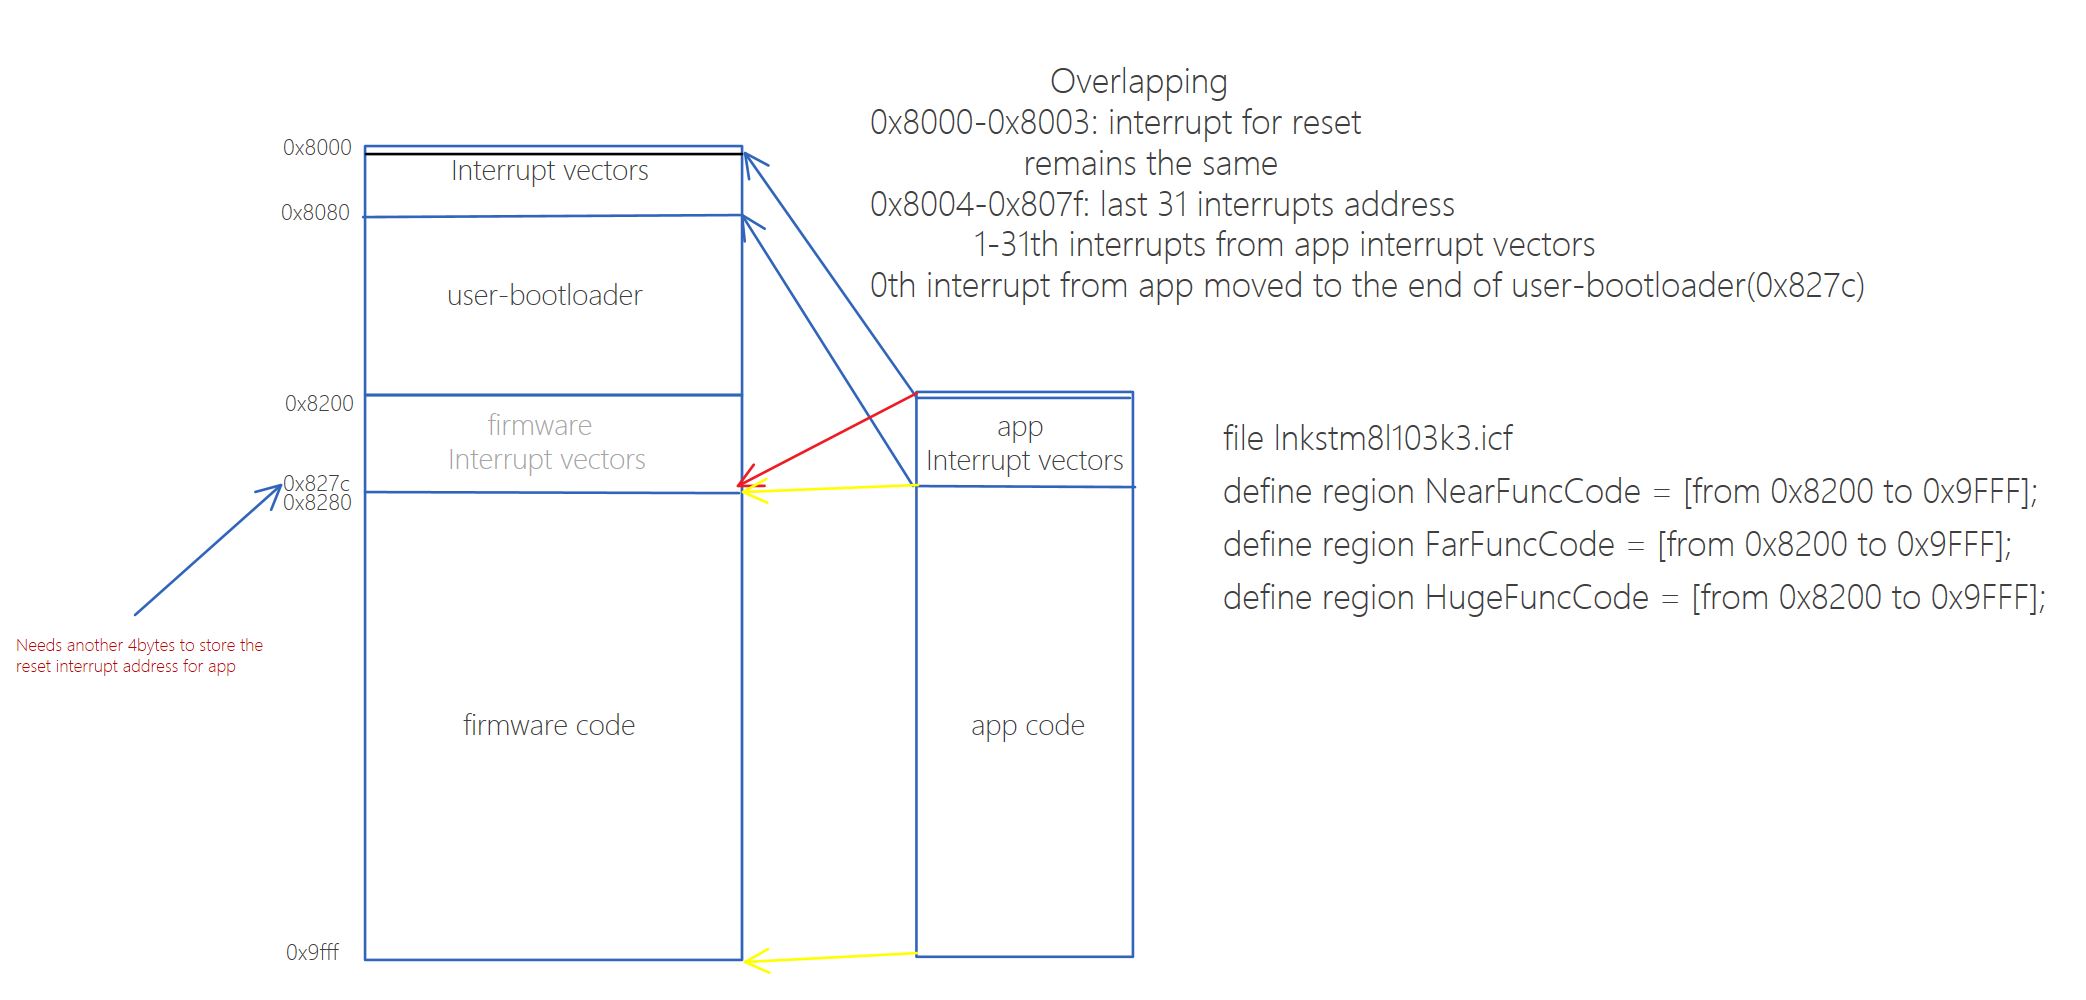 Overlapping
0x8000-0x8003: interrupt for reset
remains the same
0x8004-0x807f: last 31 interrupts address
1-31th interrupts from app interrupt vectors
0th interrupt from app moved to the end of user-bootloader(0x827c)
0x8000
Interrupt vectors
0x8080
user-bootloader
0x8200
firmware
Interrupt vectors
0x827c
0x8280
firmware code
0x9fff
Needs another 4bytes to store the
reset interrupt address for app
app
Interrupt vectors
app code
file lnkstm8l103k3.icf
define region NearFuncCode = [from 0x8200 to 0x9FFF];
define region FarFuncCode = [from 0x8200 to 0x9FFF];
define region HugeFuncCode = [from 0x8200 to 0x9FFF];